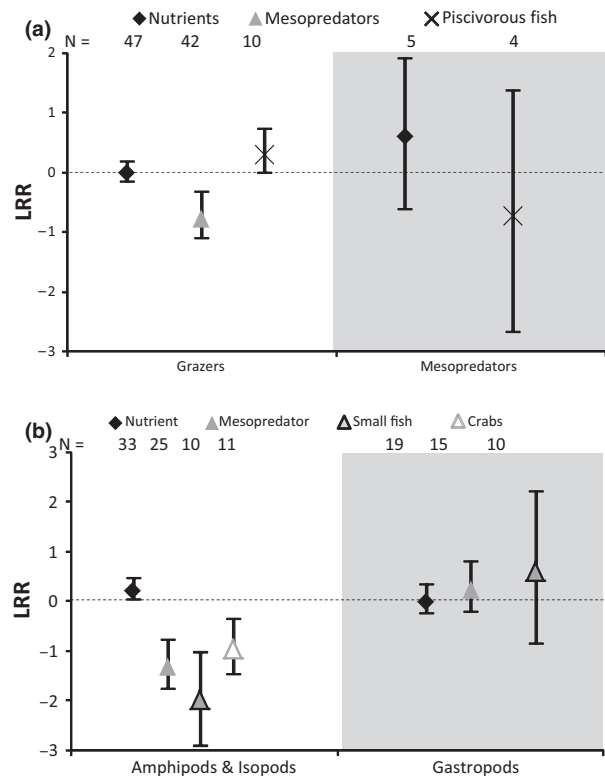 (a)
Nutrients Mesopredators Piscivorous fish
N = 47 42 10 5 4
2
1
0
−1
−2
−3
LRR
Grazers Mesopredators
(b)
Nutrient Mesopredator Small fish Crabs
N = 33 25 10 11 19 15 10
3
2
1
0
−1
−2
−3
LRR
Amphipods & Isopods Gastropods